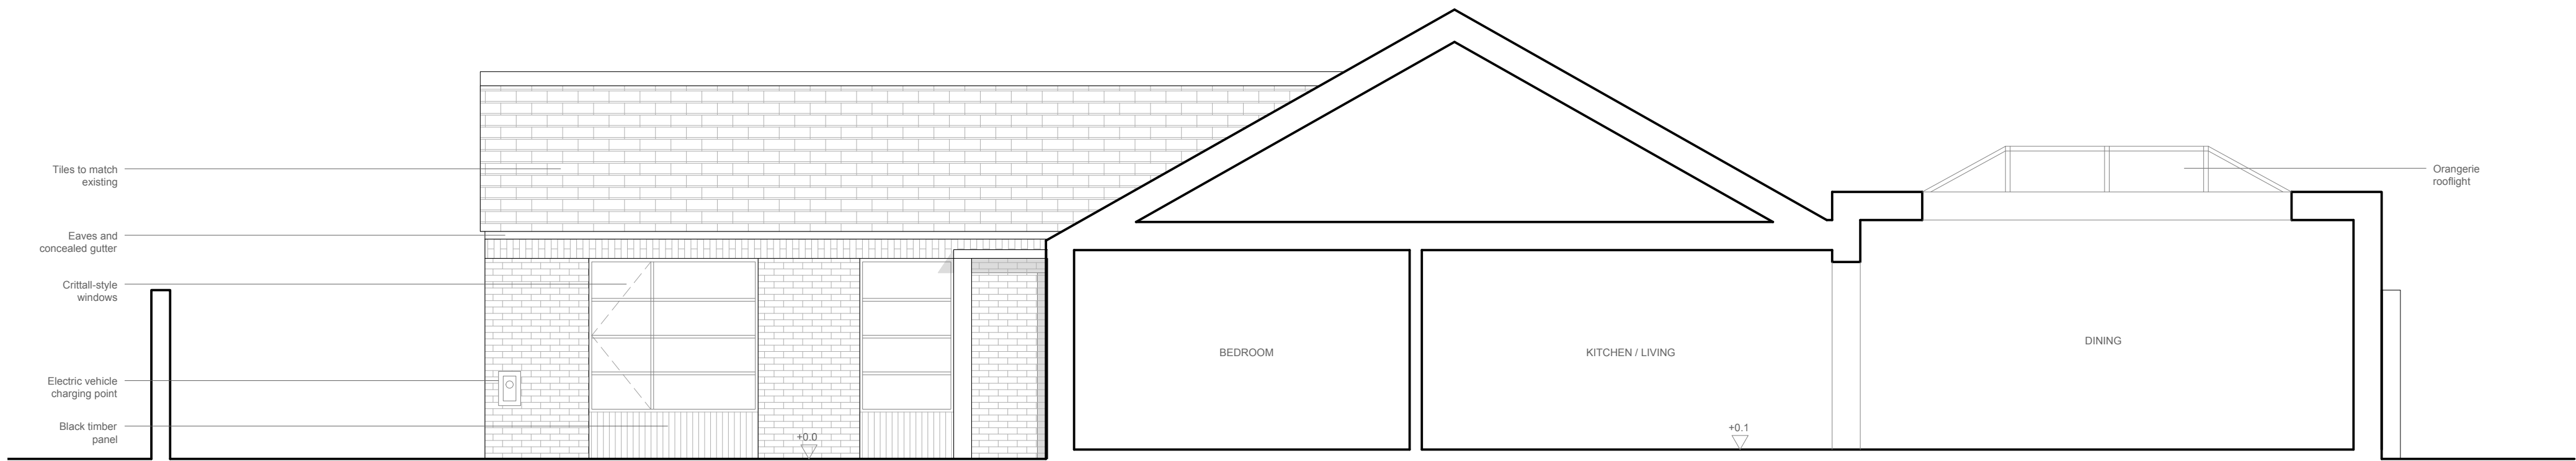 Tiles to match
existing
Eaves and
concealed gutter
Crittall-style
windows
Electric vehicle
charging point
Black timber
panel
+0.0
BEDROOM
KITCHEN / LIVING
+0.1
DINING
Orangerie
rooflight